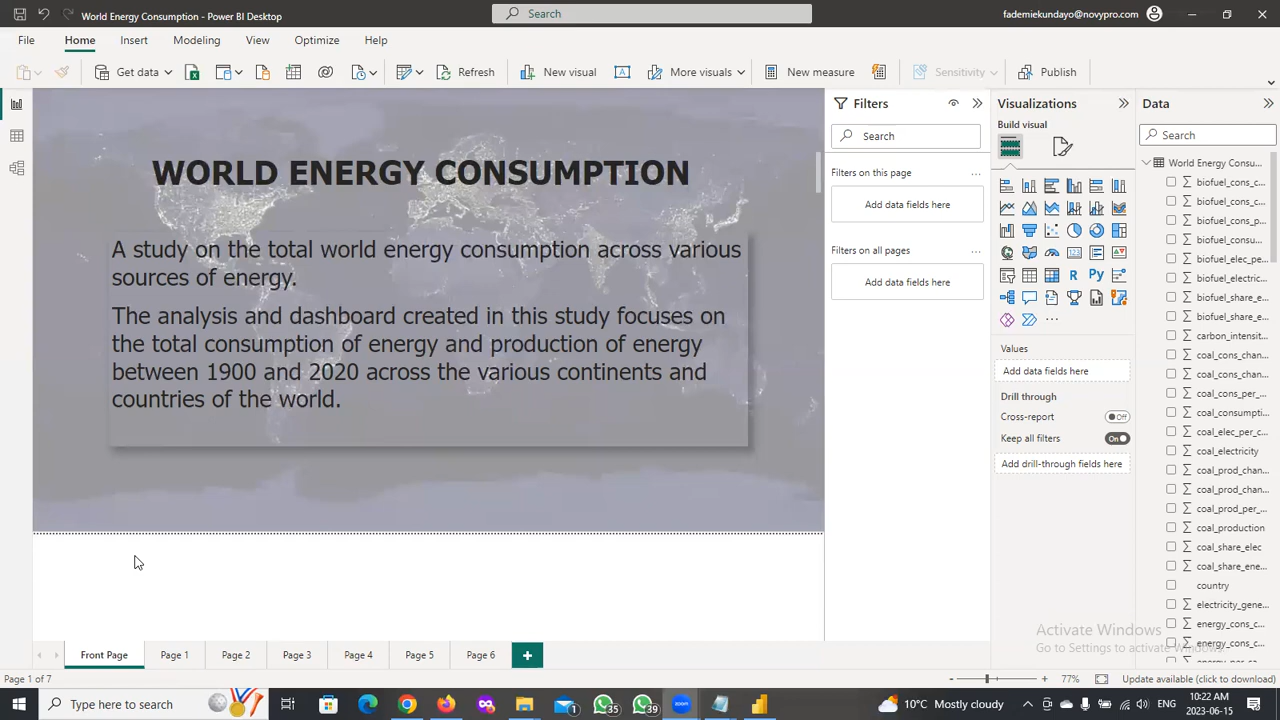 World Energy Consumption - Power BI Desktop
Search
fademiekundayo@novypro.com
File Home Insert Modeling View Optimize Help
Get data Refresh New visual More visuals New measure Sensitivity Publish
WORLD ENERGY CONSUMPTION
A study on the total world energy consumption across various
sources of energy.
The analysis and dashboard created in this study focuses on
the total consumption of energy and production of energy
between 1900 and 2020 across the various continents and
countries of the world.
Filters
Search
Filters on this page ...
Add data fields here
Filters on all pages ...
Add data fields here
Visualizations
Build visual
R Py
...
Values
Add data fields here
Drill through
Cross-report Off
Keep all filters On
Add drill-through fields here
Data
Search
World Energy Consu...
biofuel_cons_c...
biofuel_cons_c...
biofuel_cons_p...
biofuel_consu...
biofuel_elec_pe...
biofuel_electric...
biofuel_share_e...
biofuel_share_e...
carbon_intensit...
coal_cons_chan...
coal_cons_chan...
coal_cons_per_...
coal_consumpti...
coal_elec_per_c...
coal_electricity
coal_prod_chan...
coal_prod_chan...
coal_prod_per_...
coal_production
coal_share_elec
coal_share_ene...
country
electricity_gene...
energy_cons_c...
energy_cons_c...
Activate Windows
Go to Settings to activate Windows.
Front Page Page 1 Page 2 Page 3 Page 4 Page 5 Page 6
Page 1 of 7
77%
Update available (click to download)
Type here to search
1
35
39
zoom
10°C Mostly cloudy
ENG
10:22 AM
2023-06-15